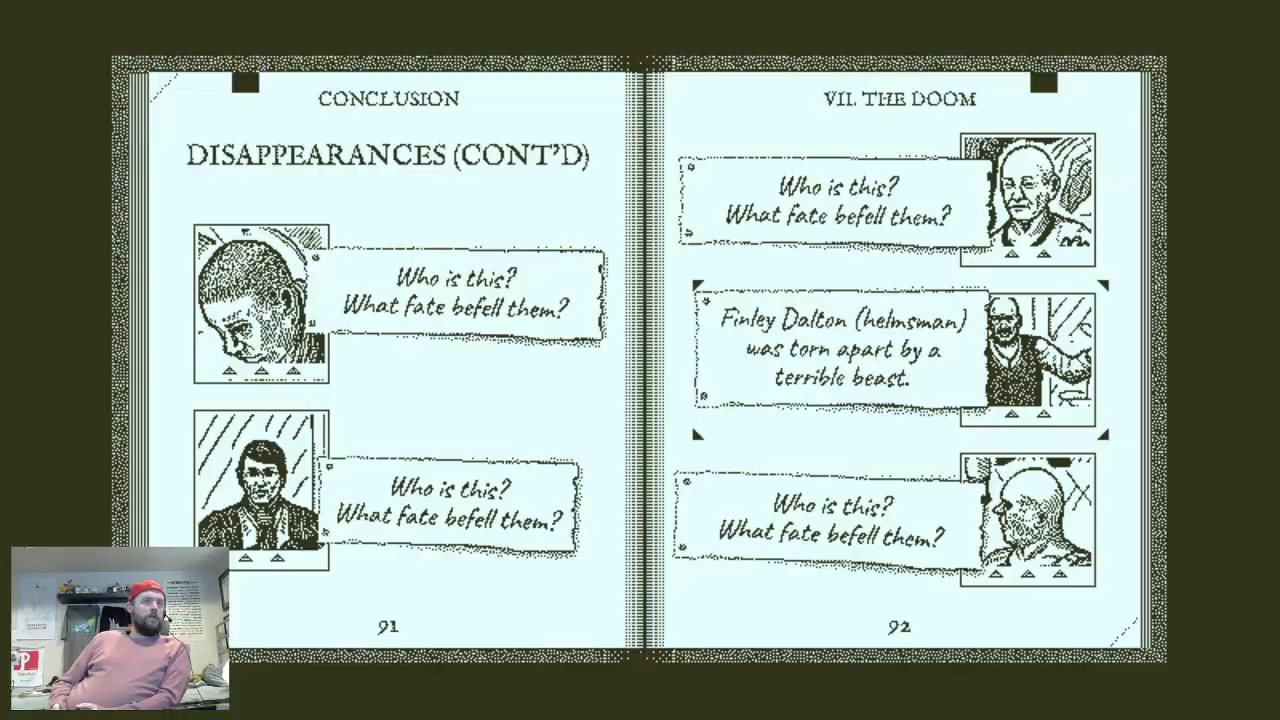 CONCLUSION
DISAPPEARANCES (CONT'D)
Who is this?
What fate befell them?
Who is this?
What fate befell them?
91
VII. THE DOOM
Who is this?
What fate befell them?
Finley Dalton (helmsman)
was torn apart by a
terrible beast.
Who is this?
What fate befell them?
92